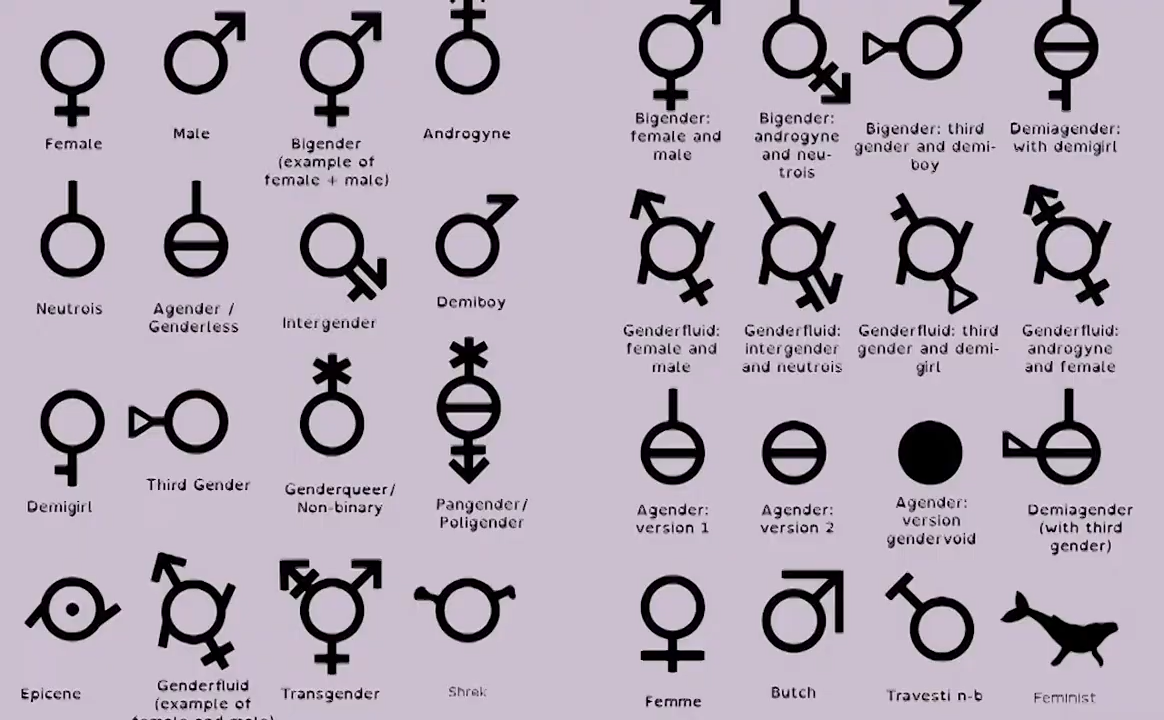 Female
Male
Bigender
(example of
female + male)
Androgyne
Bigender:
female and
male
Bigender:
androgyne
and neu-
trois
Bigender: third
gender and demi-
boy
Demiagender:
with demigirl
Neutrois
Agender /
Genderless
Intergender
Demiboy
Genderfluid:
female and
male
Genderfluid:
intergender
and neutrois
Genderfluid: third
gender and demi-
girl
Genderfluid:
androgyne
and female
Demigirl
Third Gender
Genderqueer/
Non-binary
Pangender/
Poligender
Agender:
version 1
Agender:
version 2
Agender:
version
gendervoid
Demiagender
(with third
gender)
Epicene
Genderfluid
(example of
female and male)
Transgender
Shrek
Femme
Butch
Travesti n-b
Feminist